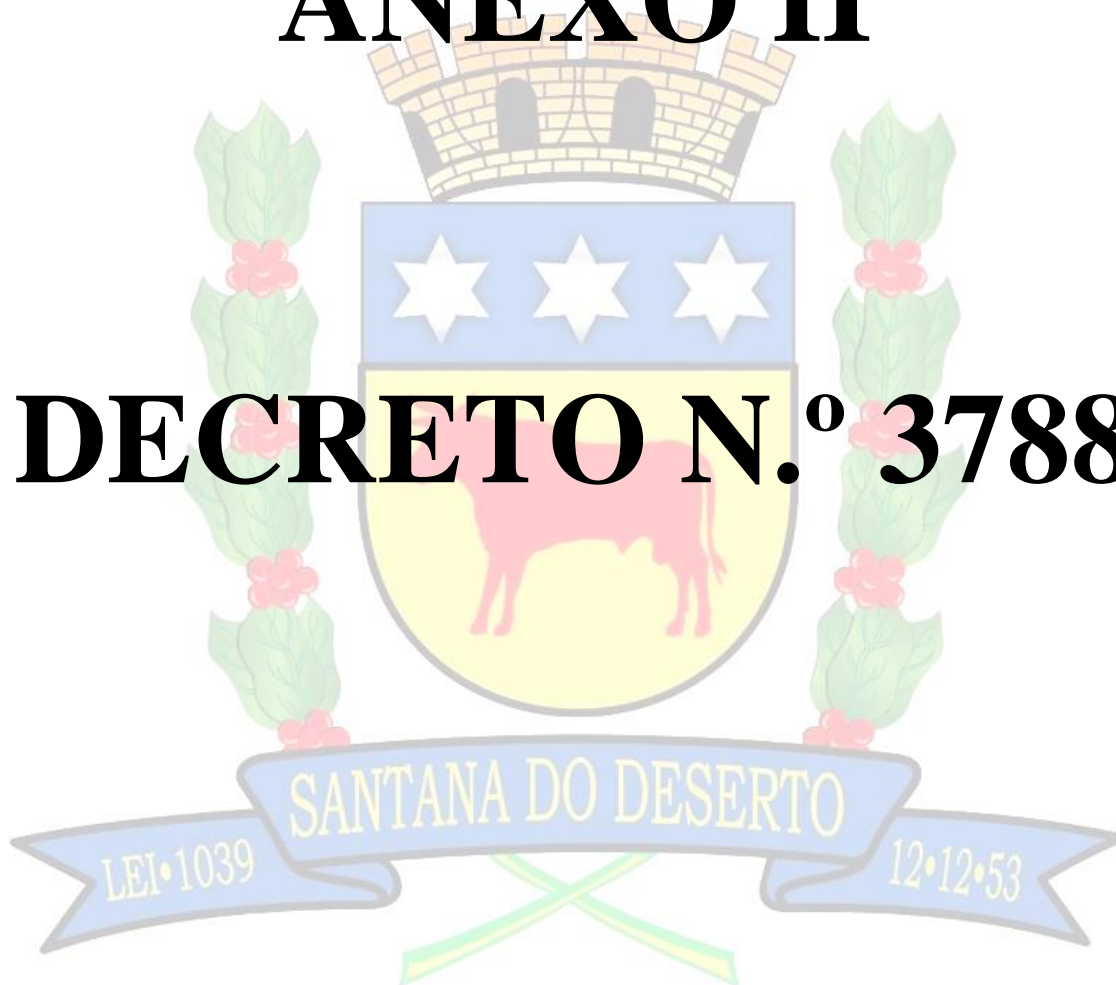 ANEXO II
DECRETO N.º 3788
SANTANA DO DESERTO
LEI•1039
12•12•53